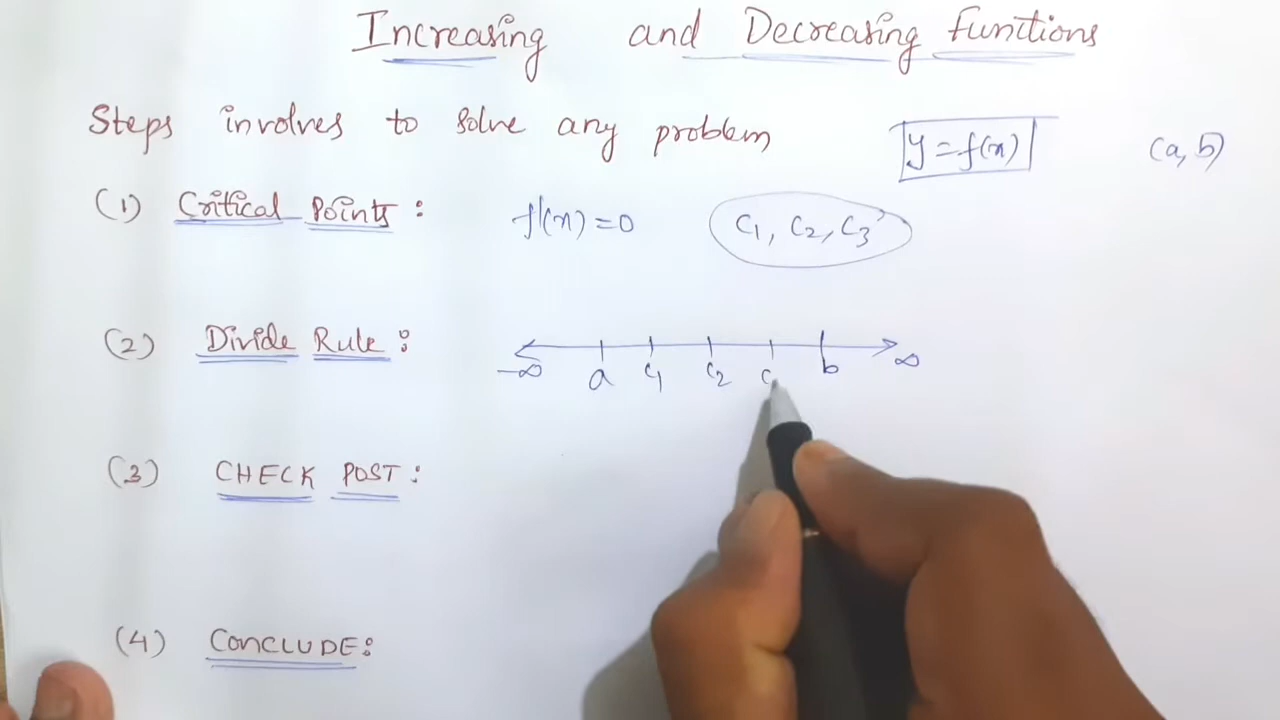 Increasing and Decreasing Functions
Steps involves to solve any problem
y = f(x) (a, b)
(1) Critical Points : f'(x) = 0 c1, c2, c3
(2) Divide Rule :
-∞ a c1 c2 c b ∞
(3) CHECK POST :
(4) CONCLUDE :